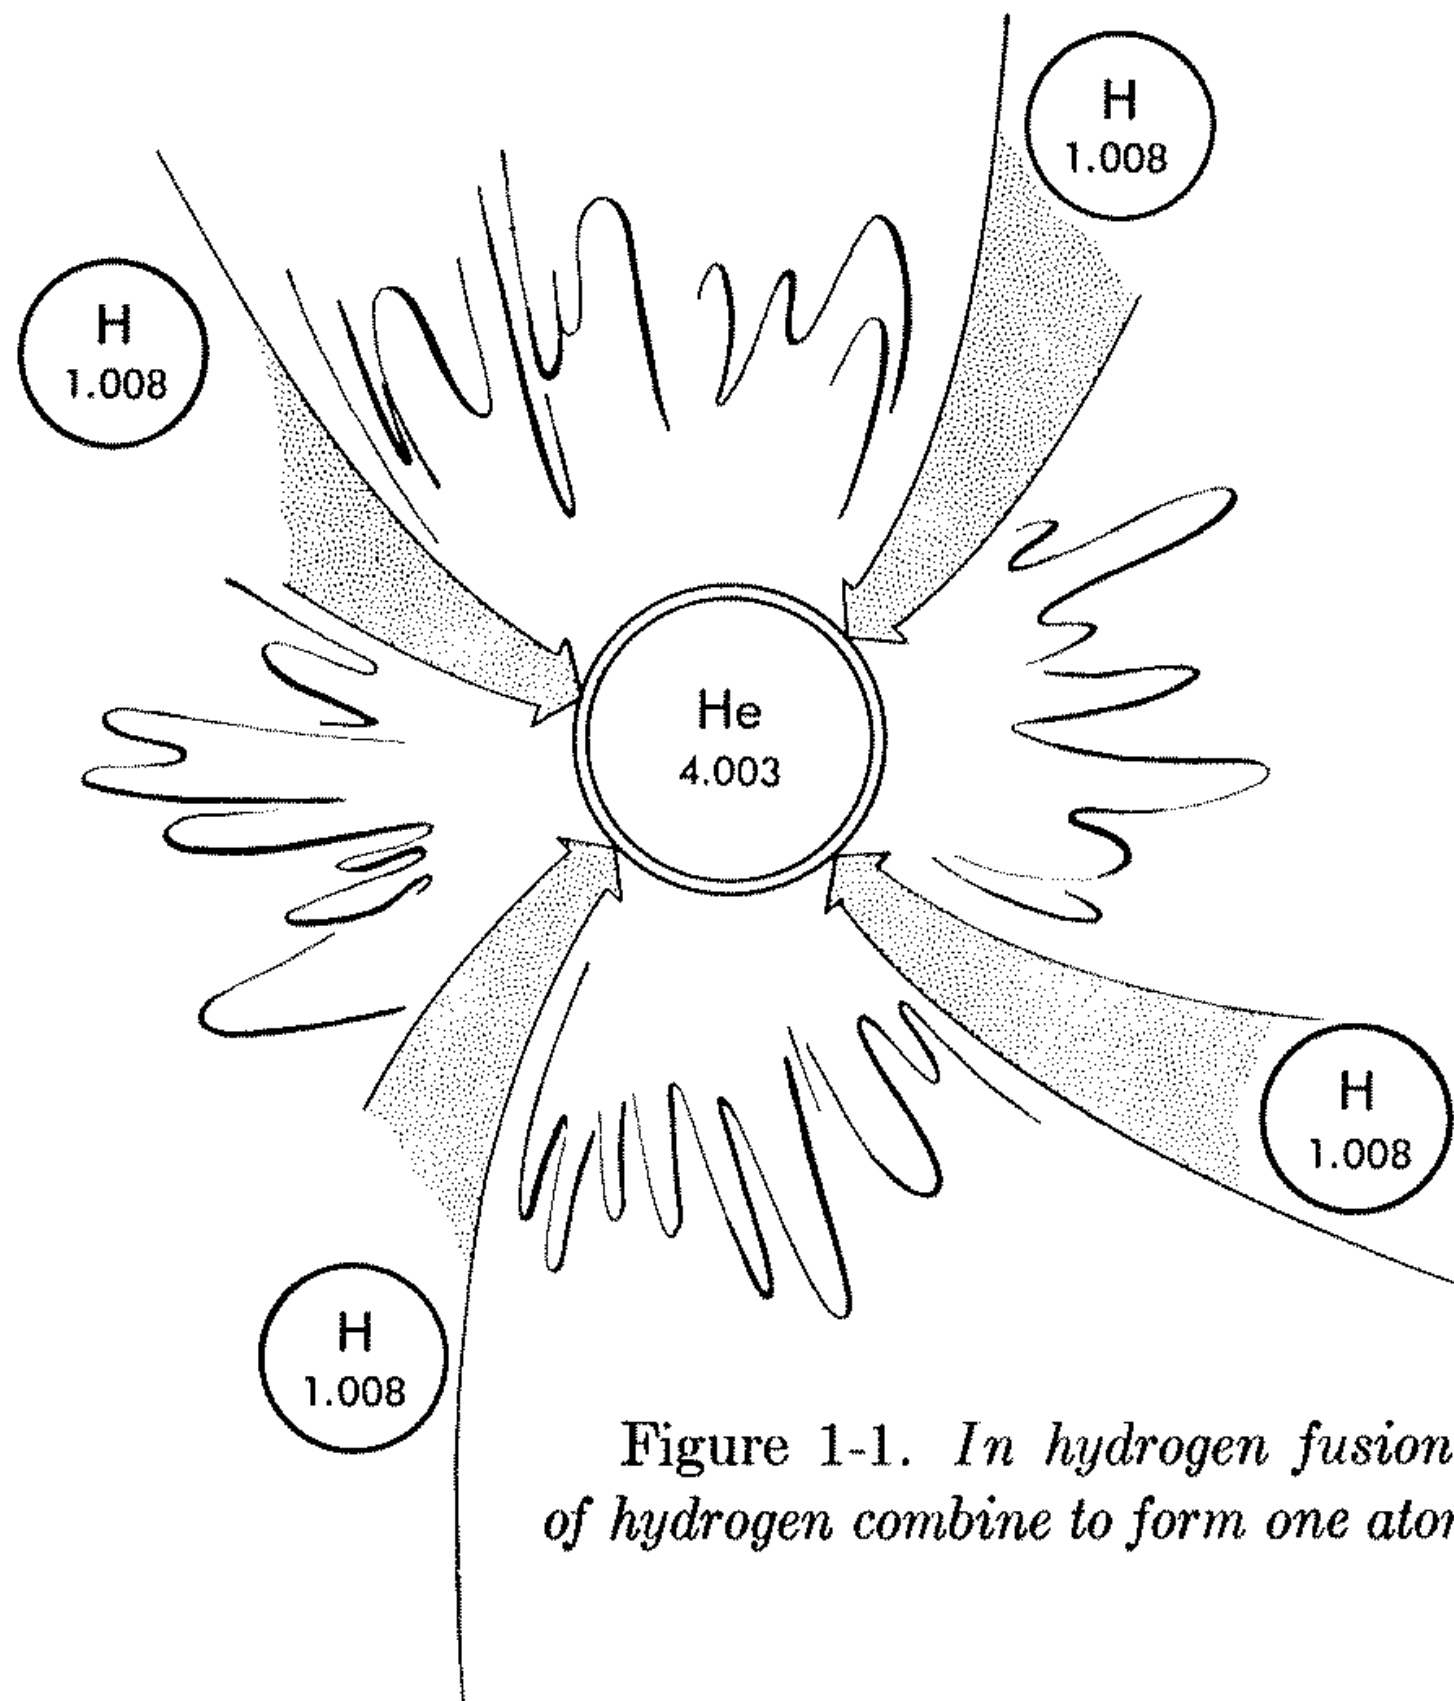 H
1.008
H
1.008
He
4.003
H
1.008
H
1.008
Figure 1-1. In hydrogen fusion
of hydrogen combine to form one